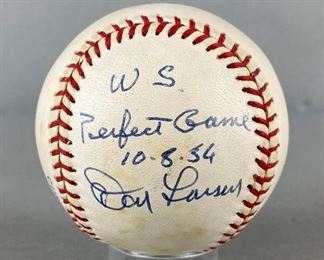 W S.
Perfect Game
10-8-56
Don Larsen